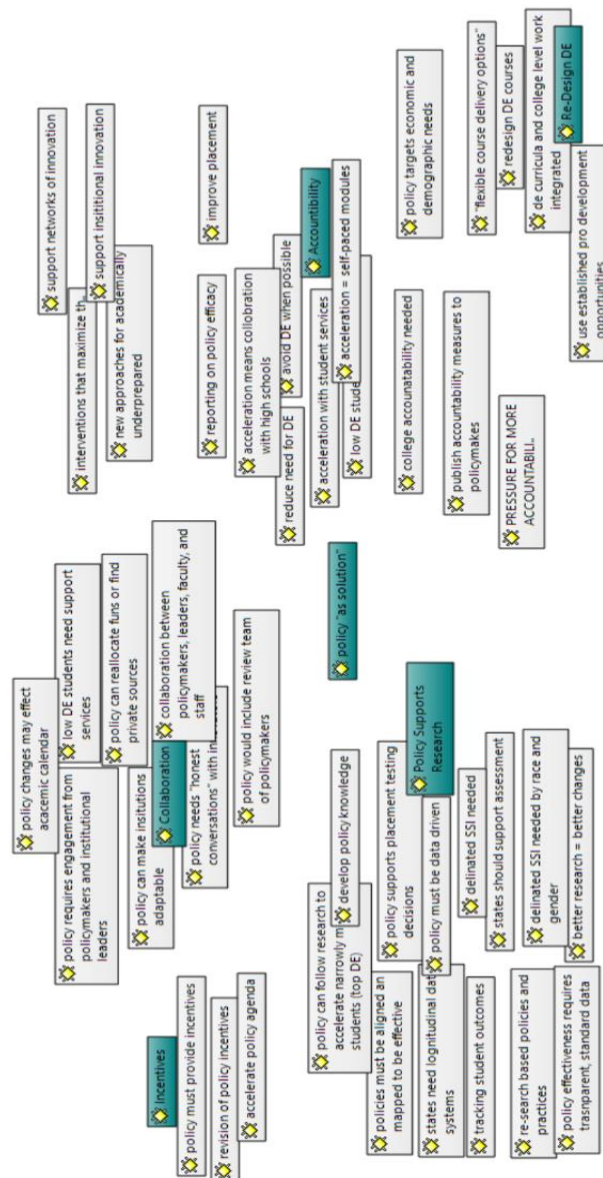 support networks of innovation
interventions that maximize th
support insititional innovation
new approaches for academically
underprepared
improve placement
reporting on policy efficacy
acceleration means collobration
with high schools
avoid DE when possible
reduce need for DE
Accountibility
acceleration with student services
acceleration = self-paced modules
low DE stude
policy targets economic and
demographic needs
college accounatability needed
"flexible course delivery options"
redesign DE courses
publish accountability measures to
policymakes
de curricula and college level work
integrated
Re-Design DE
PRESSURE FOR MORE
ACCOUNTABILI..
use established pro development
opportunities
policy changes may effect
acacemic calendar
policy requires engagement from
policymakers and institutional
leaders
low DE students need support
services
policy can reallocate funs or find
private sources
policy can make insitutions
adaptable
Collaboration
collaboration between
policymakers, leaders, faculty, and
staff
policy needs "honest
conversations" with in
policy would include review team
of policymakers
policy "as solution"
Incentives
policy must provide incentives
revision of policy incentives
accelerate policy agenda
policy can follow research to
accelerate narrowly m
students (top DE)
develop policy knowledge
policies must be aligned an
mapped to be effective
policy supports placement testing
decisions
Policy Supports
Research
policy must be data driven
states need lognitudinal dat
systems
delinated SSI needed
tracking student outcomes
states should support assessment
re-search based policies and
practices
delinated SSI needed by race and
gender
policy effectiveness requires
trasnparent, standard data
better research = better changes